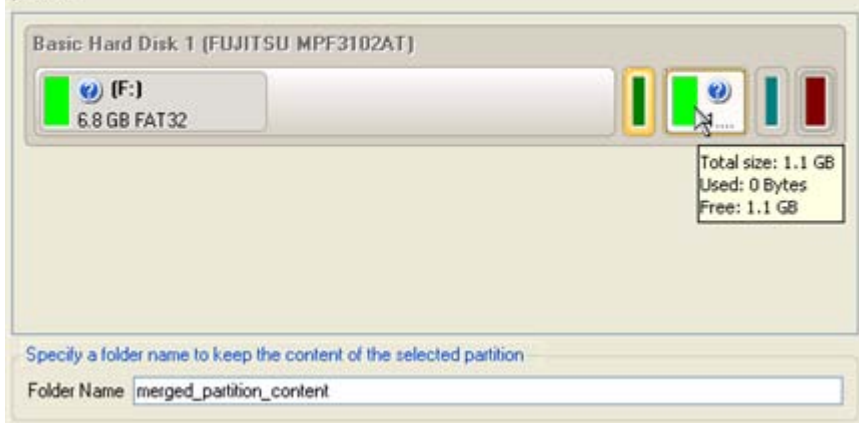 Basic Hard Disk 1 (FUJITSU MPF3102AT)
(F:)
6.8 GB FAT32
Total size: 1.1 GB
Used: 0 Bytes
Free: 1.1 GB
Specify a folder name to keep the content of the selected partition
Folder Name merged_partition_content